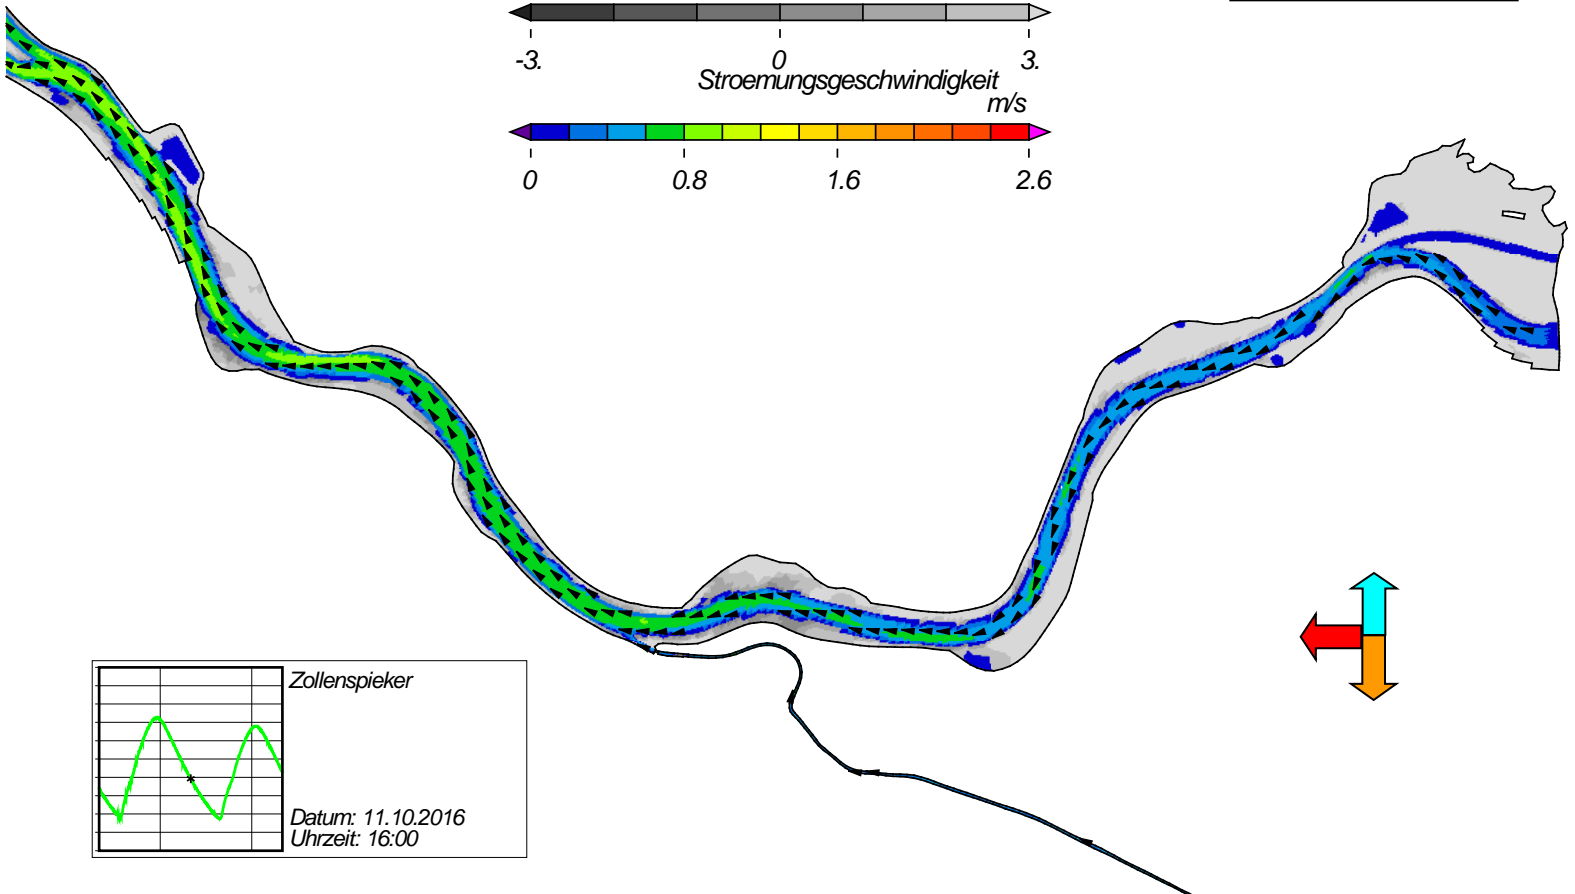 -3. 0 3.
Stroemungsgeschwindigkeit
m/s
0 0.8 1.6 2.6
Zollenspieker
Datum: 11.10.2016
Uhrzeit: 16:00